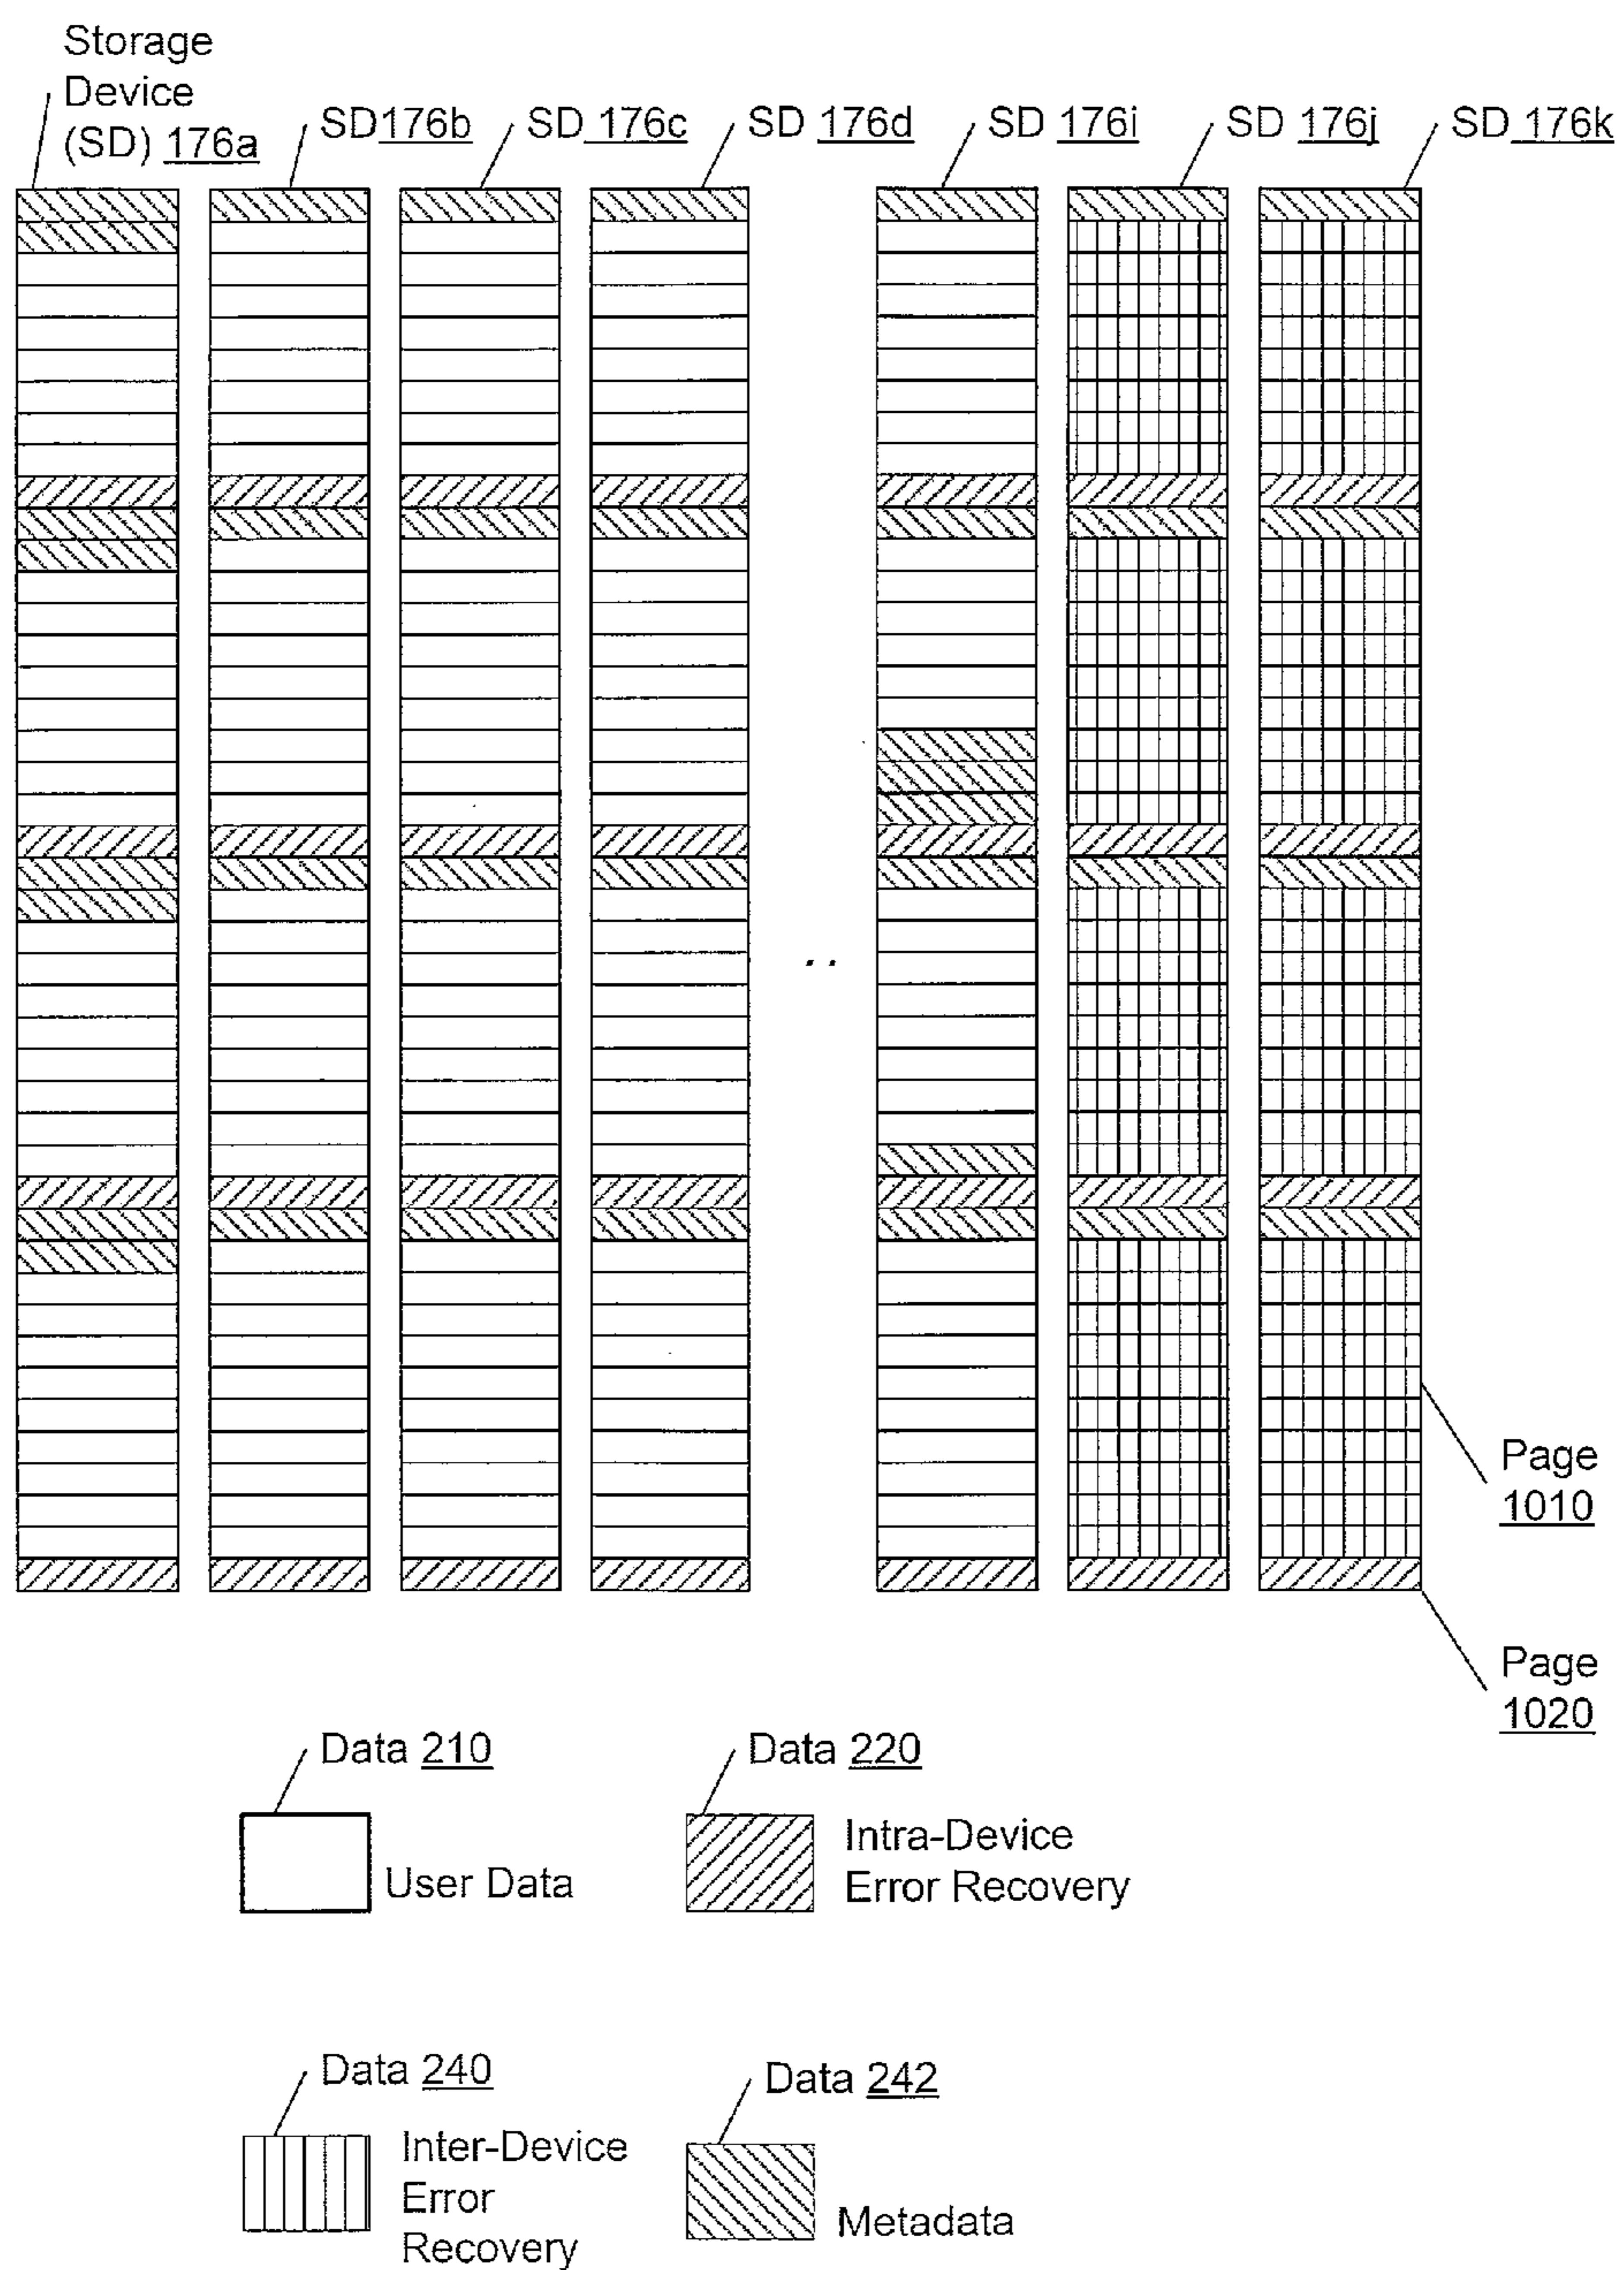 Storage
Device
(SD) 176a
SD176b
SD 176c
SD 176d
SD 176i
SD 176j
SD 176k
. .
Page
1010
Page
1020
Data 210
User Data
Data 220
Intra-Device
Error Recovery
Data 240
Inter-Device
Error
Recovery
Data 242
Metadata